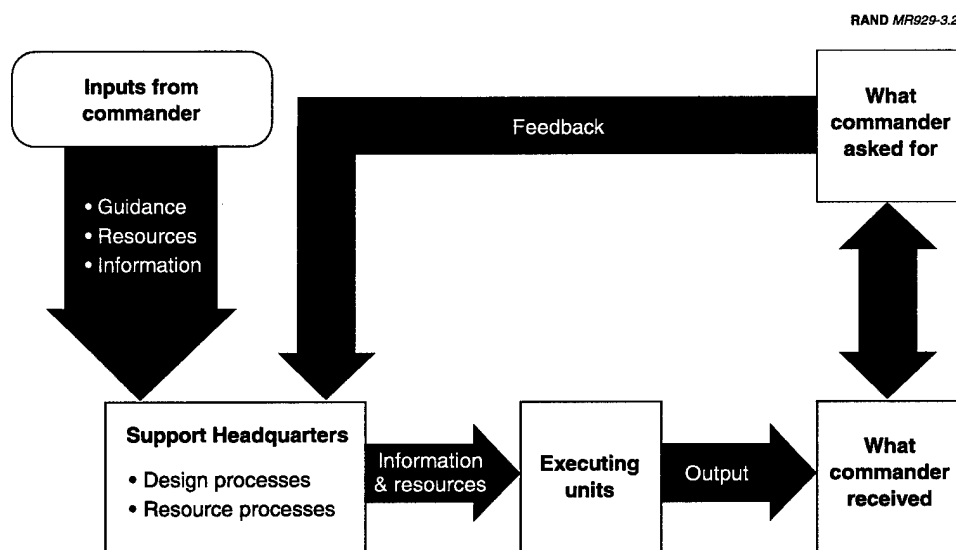 RAND MR929-3.2
Inputs from
commander
What
commander
asked for
Feedback
• Guidance
• Resources
• Information
Support Headquarters
• Design processes
• Resource processes
Information
& resources
Executing
units
Output
What
commander
received